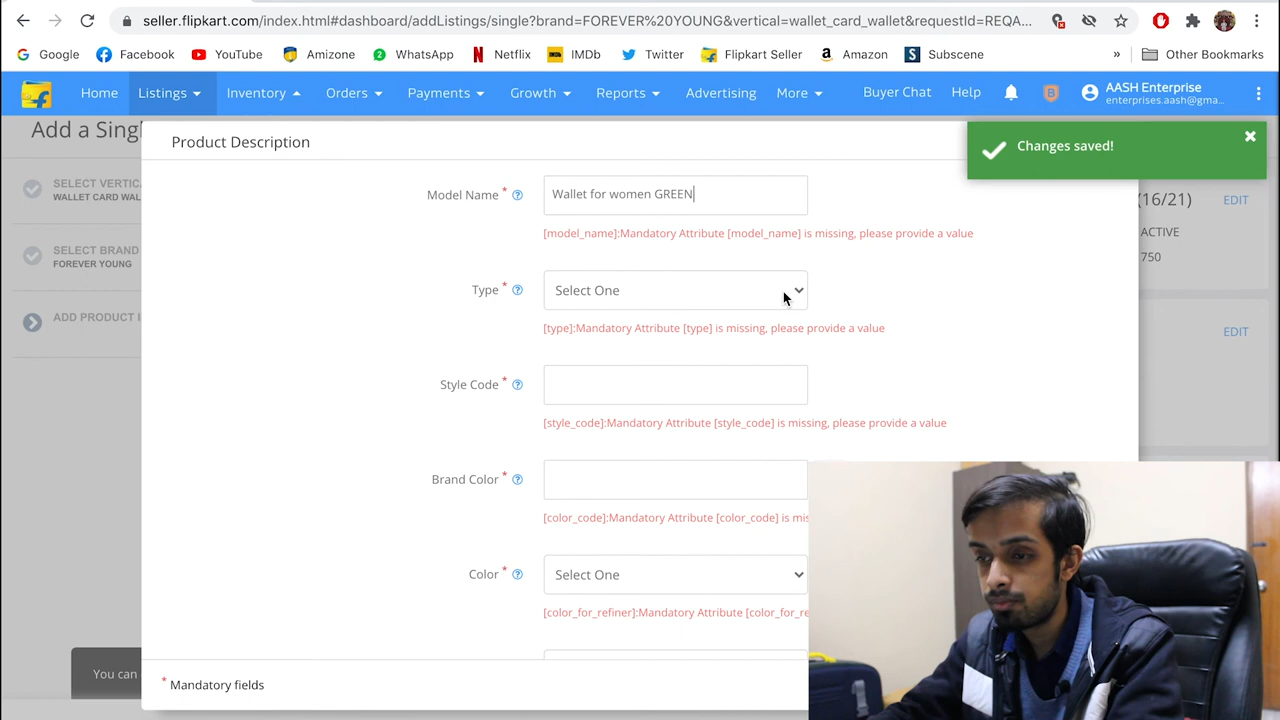 seller.flipkart.com/index.html#dashboard/addListings/single?brand=FOREVER%20YOUNG&vertical=wallet_card_wallet&requestId=REQA...
Google Facebook YouTube Amizone WhatsApp Netflix IMDb Twitter Flipkart Seller Amazon Subscene » Other Bookmarks
Home Listings Inventory Orders Payments Growth Reports Advertising More Buyer Chat Help AASH Enterprise
enterprises.aash@gma...
Add a Sing
Product Description
Changes saved!
SELECT VERTICA
WALLET CARD WAL
(16/21) EDIT
Model Name * Wallet for women GREEN
[model_name]:Mandatory Attribute [model_name] is missing, please provide a value
ACTIVE
SELECT BRAND
FOREVER YOUNG
750
Type * Select One
ADD PRODUCT I
[type]:Mandatory Attribute [type] is missing, please provide a value
EDIT
Style Code *
[style_code]:Mandatory Attribute [style_code] is missing, please provide a value
Brand Color *
[color_code]:Mandatory Attribute [color_code] is mis
Color * Select One
[color_for_refiner]:Mandatory Attribute [color_for_re
You can
* Mandatory fields